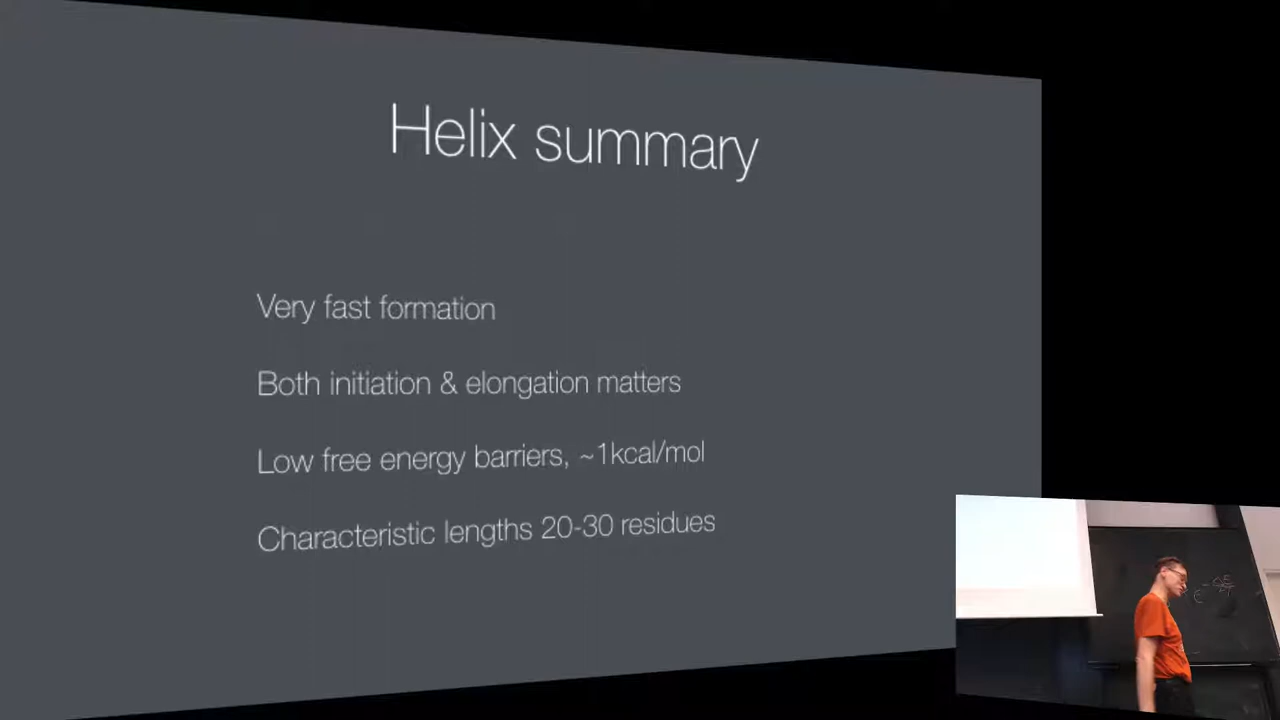 Helix summary
Very fast formation
Both initiation & elongation matters
Low free energy barriers, ~1kcal/mol
Characteristic lengths 20-30 residues